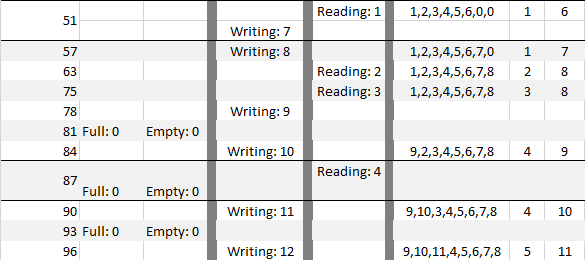 Reading: 1 1,2,3,4,5,6,0,0 1 6
51
Writing: 7
57 Writing: 8 1,2,3,4,5,6,7,0 1 7
63 Reading: 2 1,2,3,4,5,6,7,8 2 8
75 Reading: 3 1,2,3,4,5,6,7,8 3 8
78 Writing: 9
81 Full: 0 Empty: 0
84 Writing: 10 9,2,3,4,5,6,7,8 4 9
Reading: 4
87
Full: 0 Empty: 0
90 Writing: 11 9,10,3,4,5,6,7,8 4 10
93 Full: 0 Empty: 0
96 Writing: 12 9,10,11,4,5,6,7,8 5 11